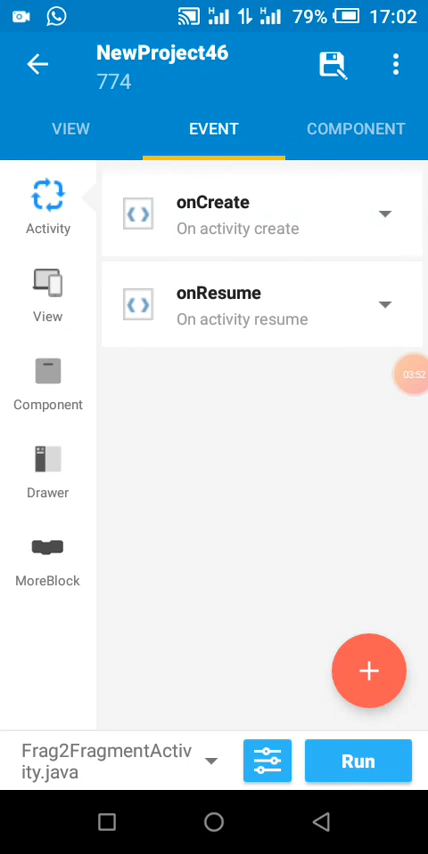 H H 79% 17:02
NewProject46
774
VIEW EVENT COMPONENT
Activity
onCreate
On activity create
View
onResume
On activity resume
03:52
Component
Drawer
MoreBlock
Frag2FragmentActiv
ity.java
Run